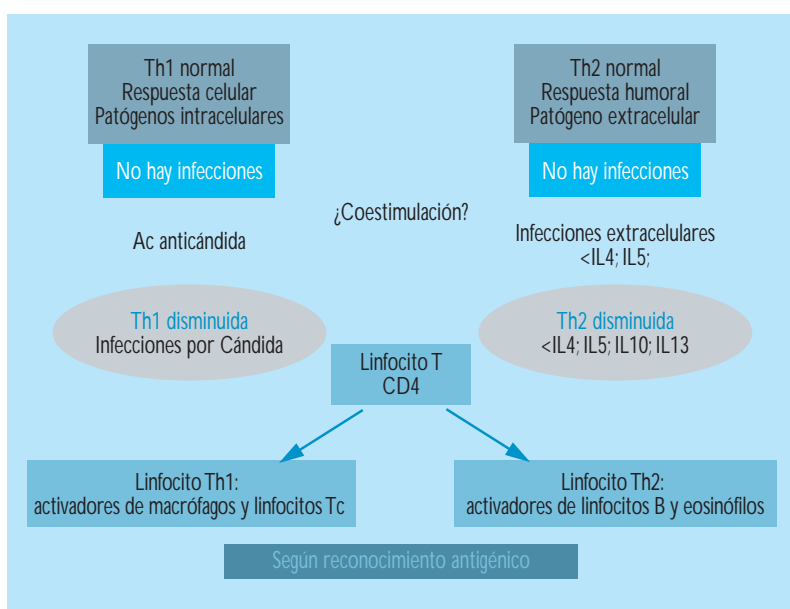 Th1 normal
Respuesta celular
Patógenos intracelulares
No hay infecciones
Ac anticándida
Th1 disminuida
Infecciones por Cándida
¿Coestimulación?
Th2 normal
Respuesta humoral
Patógeno extracelular
No hay infecciones
Infecciones extracelulares
<IL4; IL5;
Th2 disminuida
<IL4; IL5; IL10; IL13
Linfocito T
CD4
Linfocito Th1:
activadores de macrófagos y linfocitos Tc
Linfocito Th2:
activadores de linfocitos B y eosinófilos
Según reconocimiento antigénico